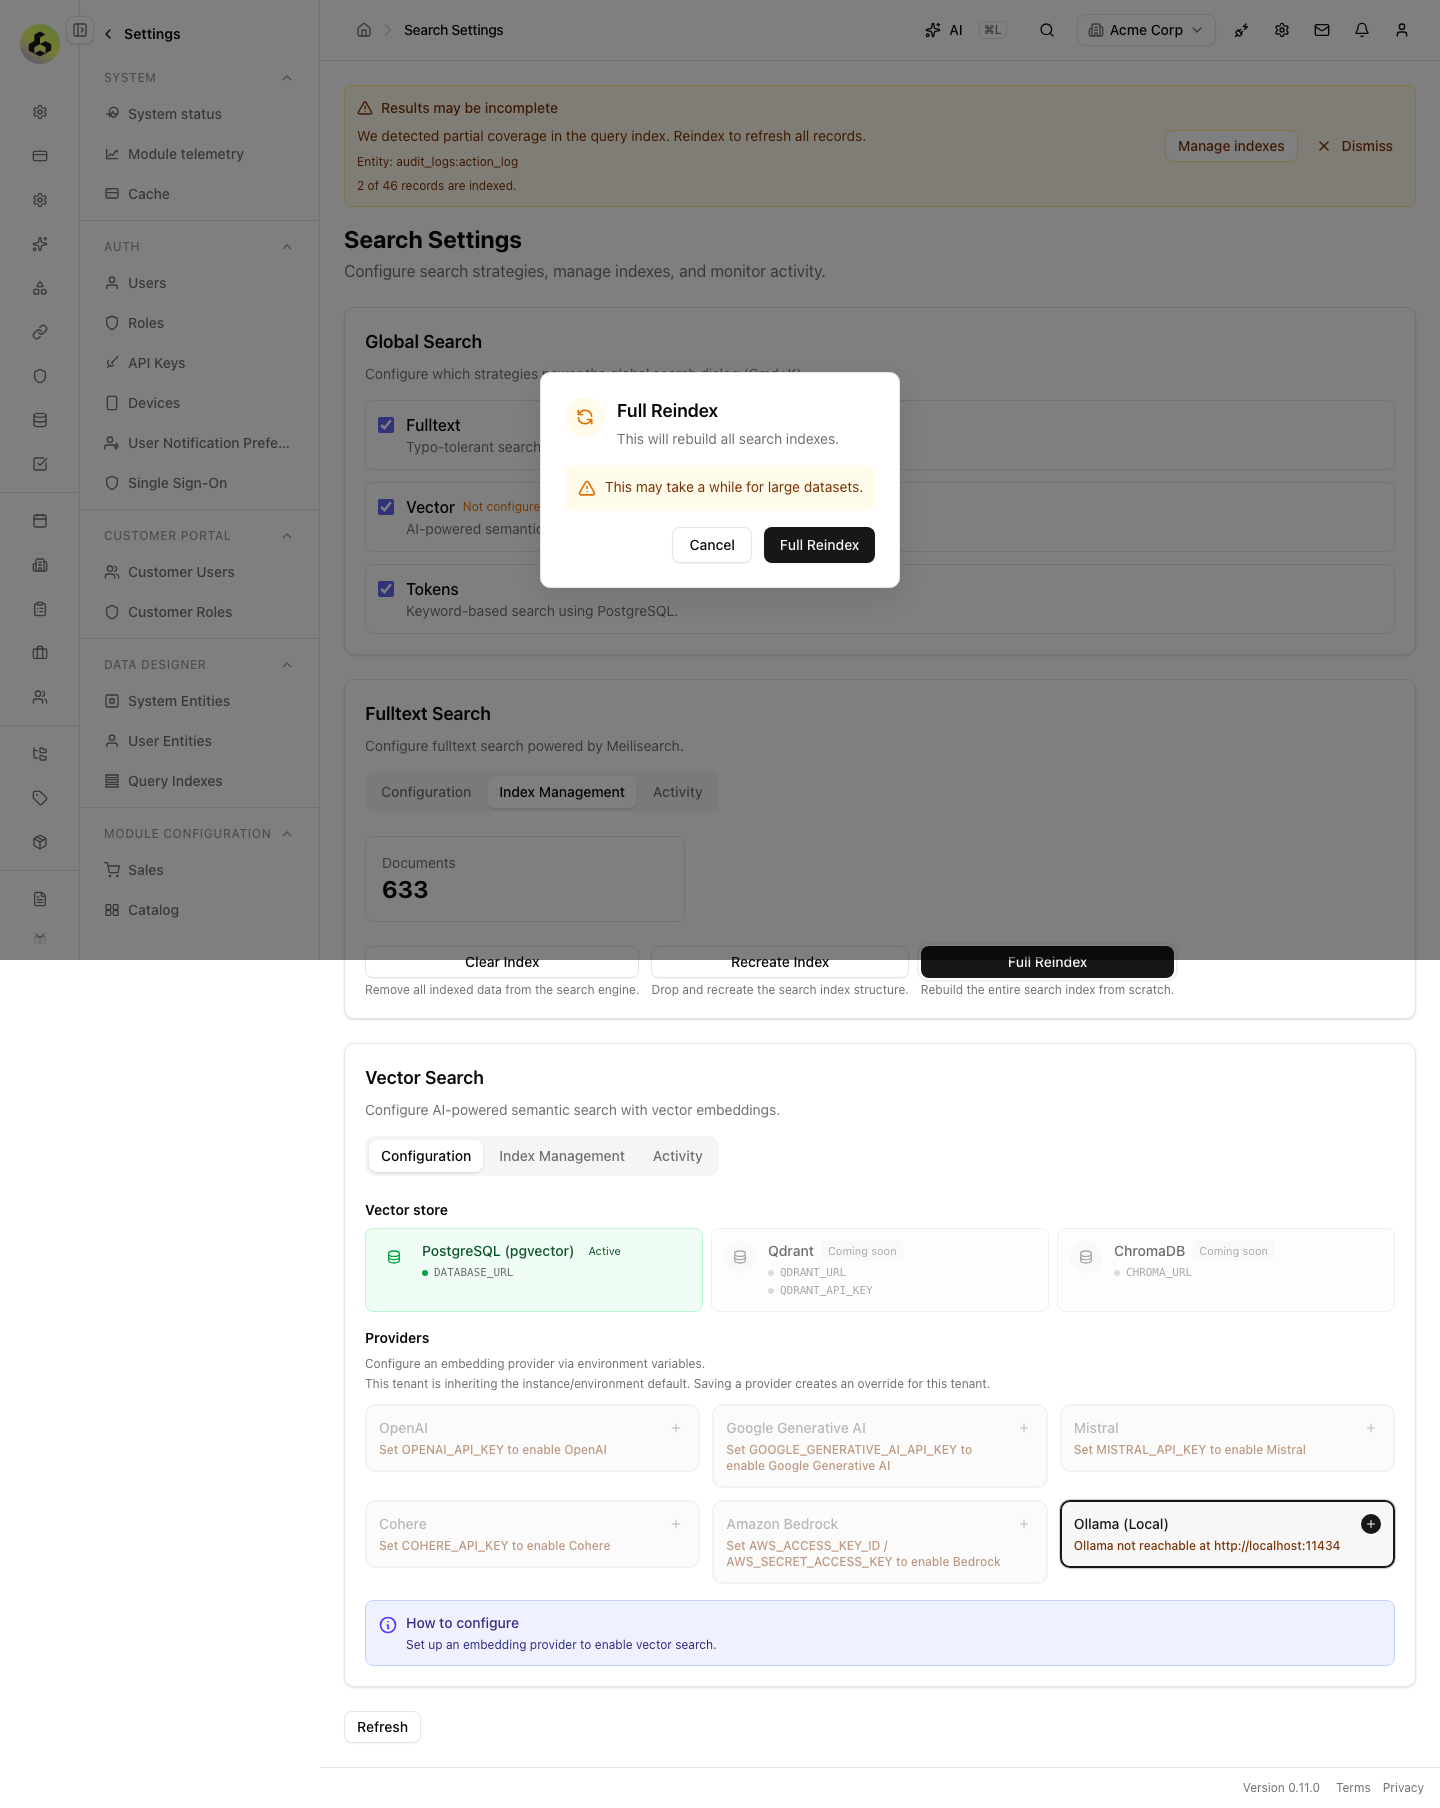 Settings
SYSTEM
System status
Module telemetry
Cache
AUTH
Users
Roles
API Keys
Devices
User Notification Prefe...
Single Sign-On
CUSTOMER PORTAL
Customer Users
Customer Roles
DATA DESIGNER
System Entities
User Entities
Query Indexes
MODULE CONFIGURATION
Sales
Catalog
Search Settings
AI ⌘L
Acme Corp
Results may be incomplete
We detected partial coverage in the query index. Reindex to refresh all records.
Entity: audit_logs:action_log
2 of 46 records are indexed.
Manage indexes
Dismiss
Search Settings
Configure search strategies, manage indexes, and monitor activity.
Global Search
Configure which strategies power the global search dialog (Cmd+K).
Fulltext
Typo-tolerant search
Vector Not configure
AI-powered semantic
Tokens
Keyword-based search using PostgreSQL.
Full Reindex
This will rebuild all search indexes.
This may take a while for large datasets.
Cancel
Full Reindex
Fulltext Search
Configure fulltext search powered by Meilisearch.
Configuration
Index Management
Activity
Documents
633
Clear Index
Remove all indexed data from the search engine.
Recreate Index
Drop and recreate the search index structure.
Full Reindex
Rebuild the entire search index from scratch.
Vector Search
Configure AI-powered semantic search with vector embeddings.
Configuration
Index Management
Activity
Vector store
PostgreSQL (pgvector) Active
DATABASE_URL
Qdrant Coming soon
QDRANT_URL
QDRANT_API_KEY
ChromaDB Coming soon
CHROMA_URL
Providers
Configure an embedding provider via environment variables.
This tenant is inheriting the instance/environment default. Saving a provider creates an override for this tenant.
OpenAI
Set OPENAI_API_KEY to enable OpenAI
Google Generative AI
Set GOOGLE_GENERATIVE_AI_API_KEY to
enable Google Generative AI
Mistral
Set MISTRAL_API_KEY to enable Mistral
Cohere
Set COHERE_API_KEY to enable Cohere
Amazon Bedrock
Set AWS_ACCESS_KEY_ID /
AWS_SECRET_ACCESS_KEY to enable Bedrock
Ollama (Local)
Ollama not reachable at http://localhost:11434
How to configure
Set up an embedding provider to enable vector search.
Refresh
Version 0.11.0
Terms
Privacy